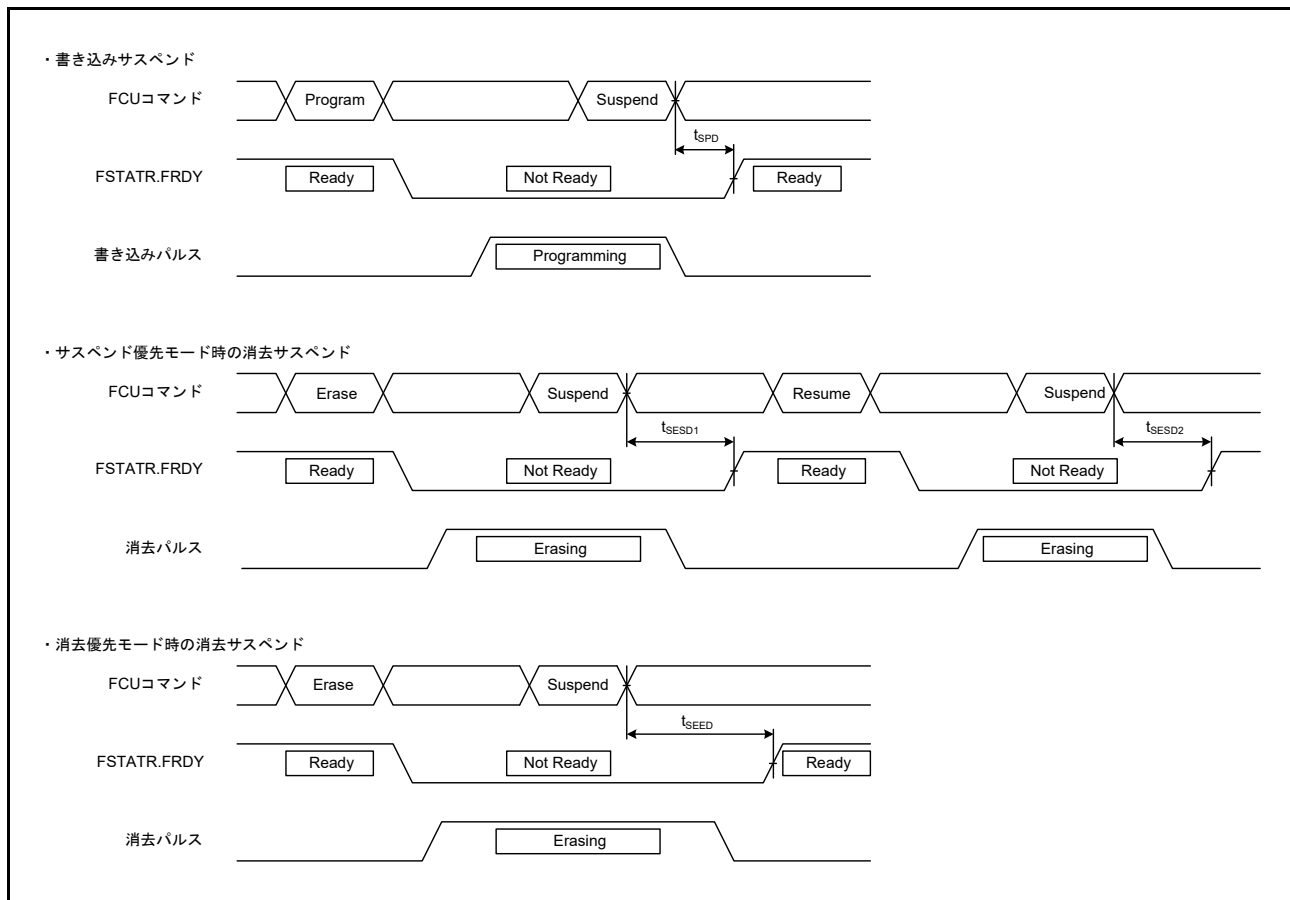 ・書き込みサスペンド
FCUコマンド Program Suspend
tSPD
FSTATR.FRDY Ready Not Ready Ready
書き込みパルス Programming
・サスペンド優先モード時の消去サスペンド
FCUコマンド Erase Suspend Resume Suspend
tSESD1 tSESD2
FSTATR.FRDY Ready Not Ready Ready Not Ready
消去パルス Erasing Erasing
・消去優先モード時の消去サスペンド
FCUコマンド Erase Suspend
tSEED
FSTATR.FRDY Ready Not Ready Ready
消去パルス Erasing